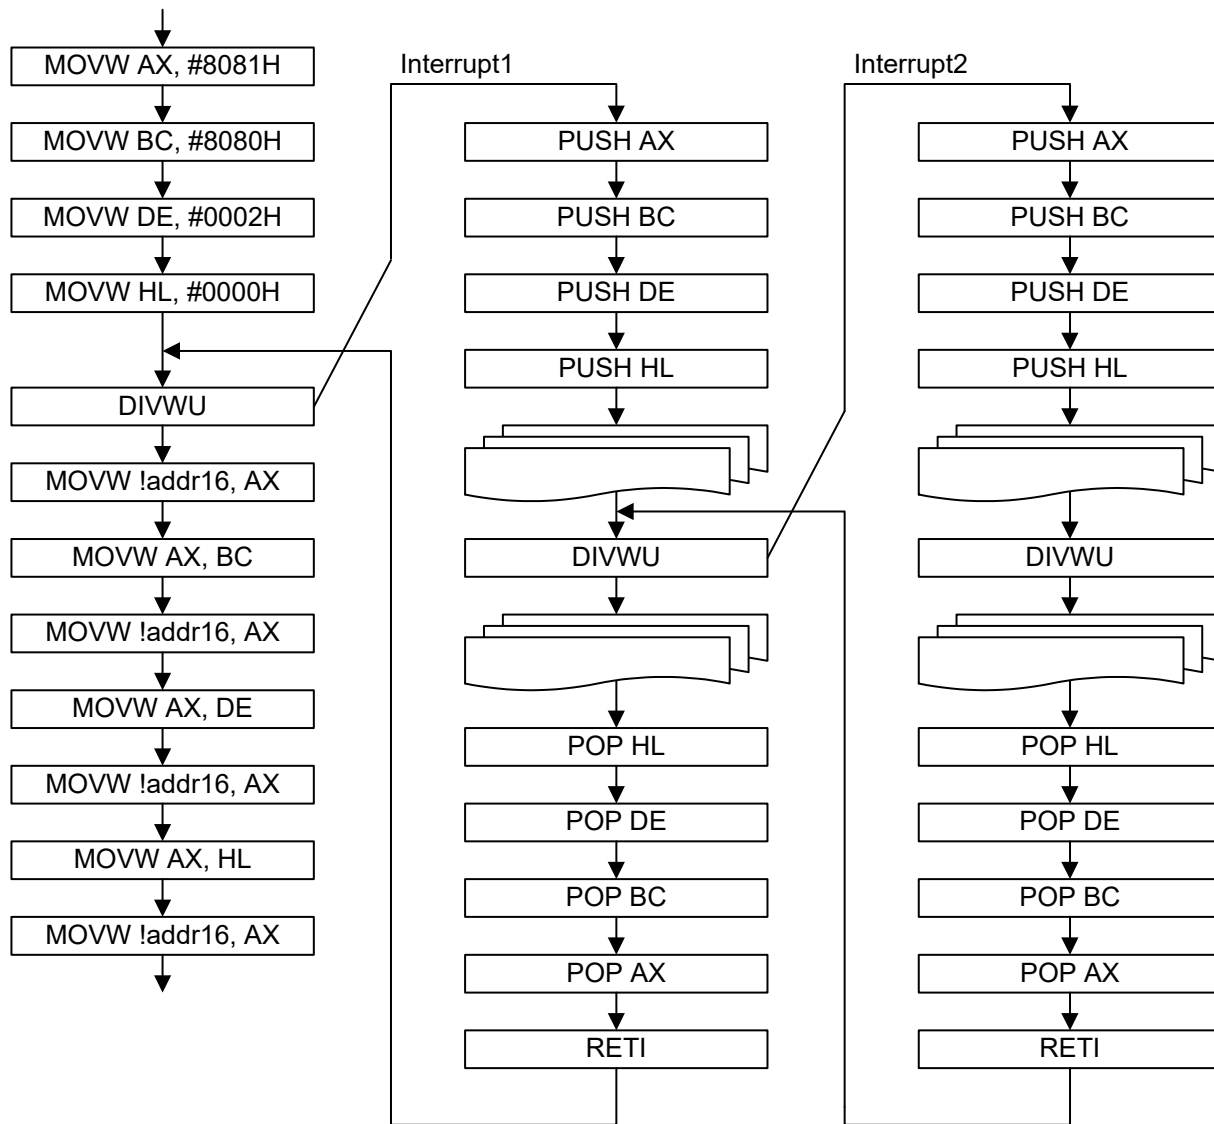 MOVW AX, #8081H
MOVW BC, #8080H
MOVW DE, #0002H
MOVW HL, #0000H
DIVWU
MOVW !addr16, AX
MOVW AX, BC
MOVW !addr16, AX
MOVW AX, DE
MOVW !addr16, AX
MOVW AX, HL
MOVW !addr16, AX
Interrupt1
PUSH AX
PUSH BC
PUSH DE
PUSH HL
DIVWU
POP HL
POP DE
POP BC
POP AX
RETI
Interrupt2
PUSH AX
PUSH BC
PUSH DE
PUSH HL
DIVWU
POP HL
POP DE
POP BC
POP AX
RETI